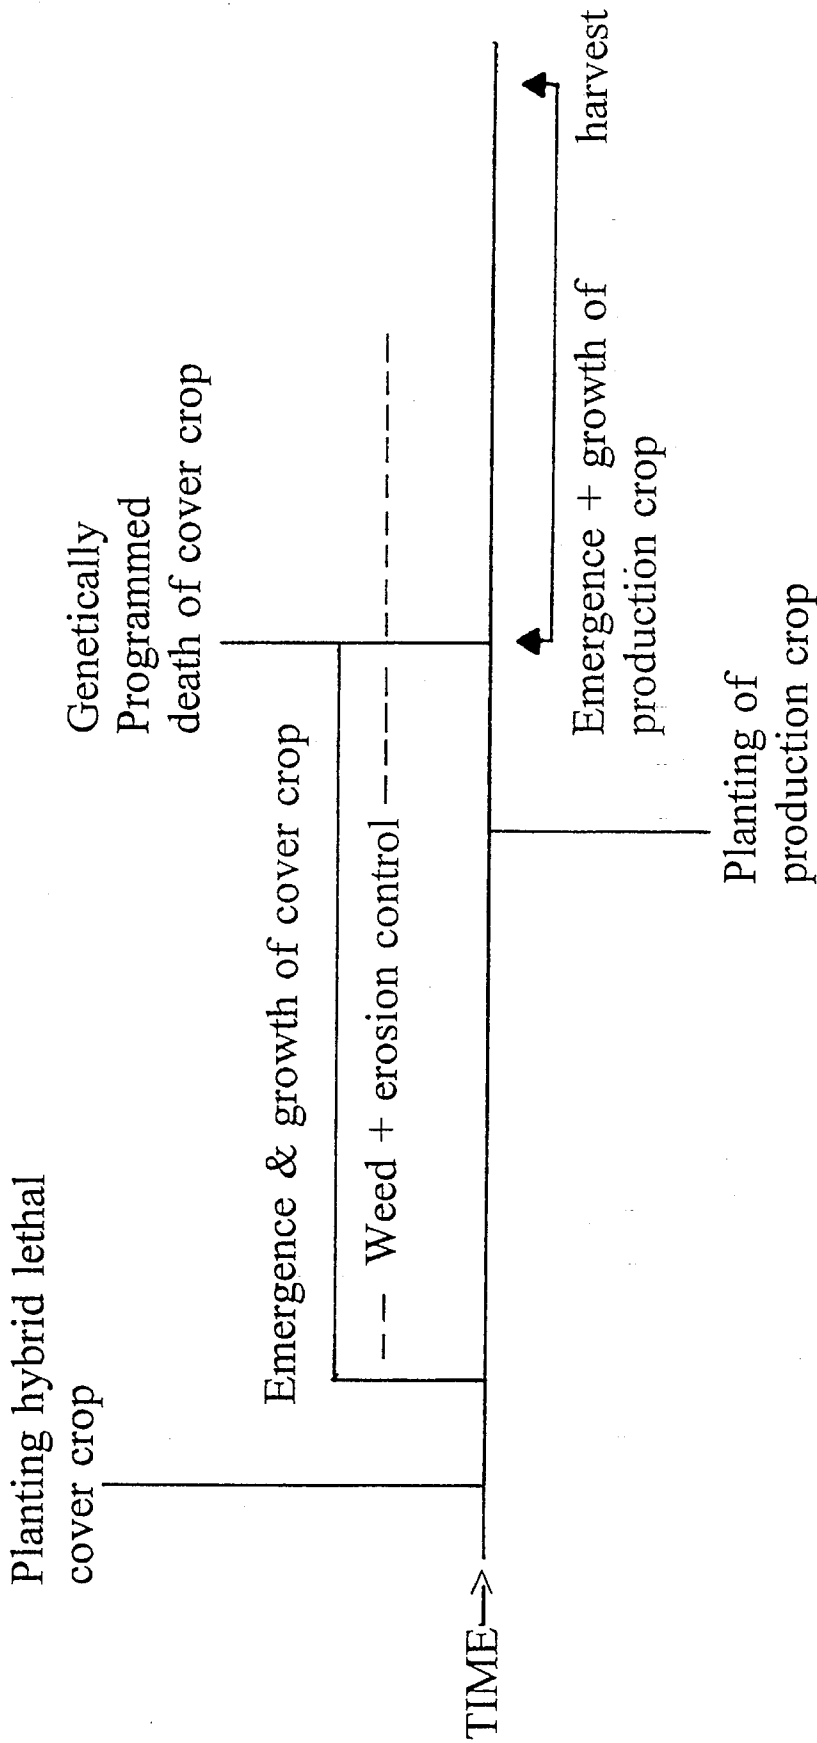 Planting hybrid lethal
cover crop
Genetically
Programmed
death of cover crop
Emergence & growth of cover crop
Weed + erosion control
TIME
Emergence + growth of
production crop
harvest
Planting of
production crop